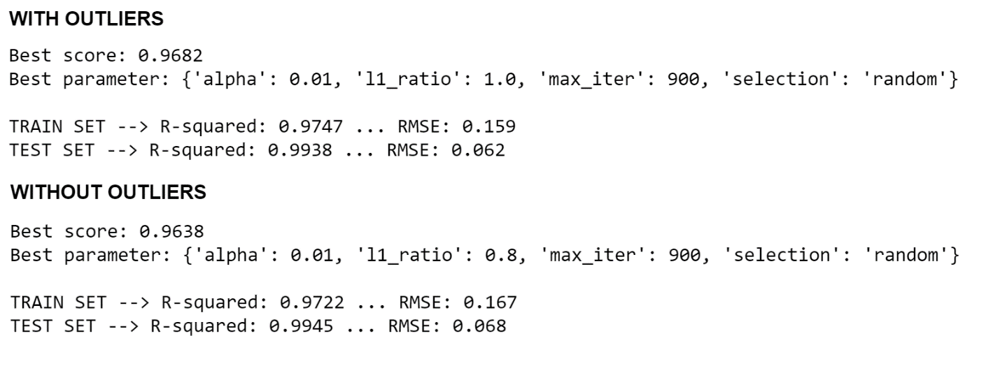 WITH OUTLIERS
Best score: 0.9682
Best parameter: {'alpha': 0.01, 'l1_ratio': 1.0, 'max_iter': 900, 'selection': 'random'}
TRAIN SET --> R-squared: 0.9747 ... RMSE: 0.159
TEST SET --> R-squared: 0.9938 ... RMSE: 0.062
WITHOUT OUTLIERS
Best score: 0.9638
Best parameter: {'alpha': 0.01, 'l1_ratio': 0.8, 'max_iter': 900, 'selection': 'random'}
TRAIN SET --> R-squared: 0.9722 ... RMSE: 0.167
TEST SET --> R-squared: 0.9945 ... RMSE: 0.068